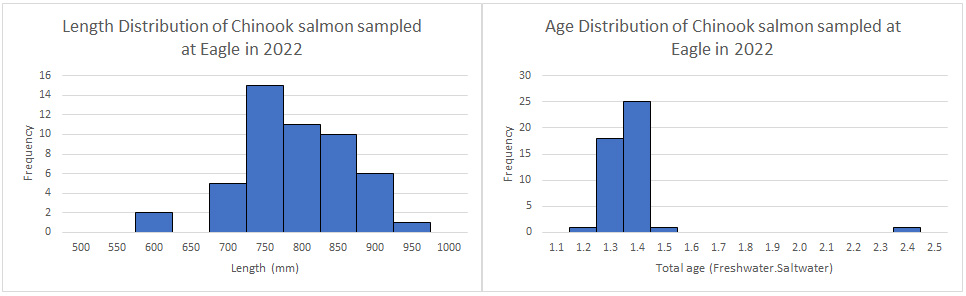 Length Distribution of Chinook salmon sampled
at Eagle in 2022
16
14
12
10
8
6
4
2
0
Frequency
500 550 600 650 700 750 800 850 900 950 1000
Length (mm)
Age Distribution of Chinook salmon sampled at
Eagle in 2022
30
25
20
15
10
5
0
Frequency
1.1 1.2 1.3 1.4 1.5 1.6 1.7 1.8 1.9 2.0 2.1 2.2 2.3 2.4 2.5
Total age (Freshwater.Saltwater)